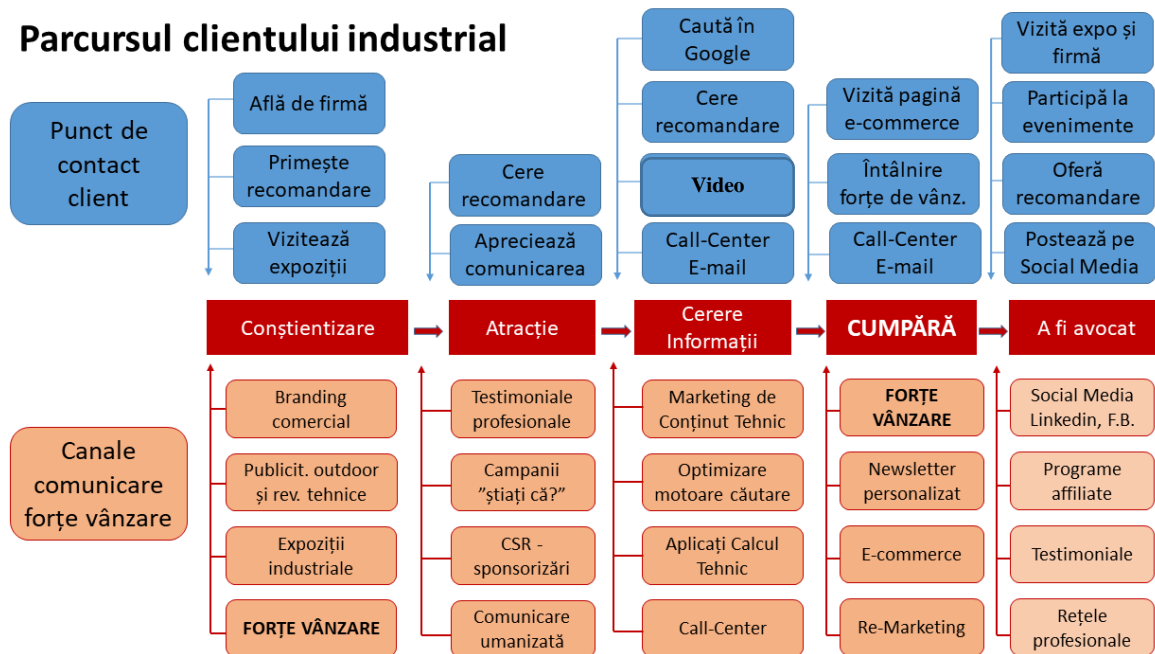 Parcursul clientului industrial
Punct de
contact
client
Află de firmă
Primește
recomandare
Vizitează
expoziții
Cere
recomandare
Apreciează
comunicarea
Caută în
Google
Cere
recomandare
Video
Call-Center
E-mail
Vizită pagină
e-commerce
Întâlnire
forțe de vânz.
Call-Center
E-mail
Vizită expo și
firmă
Participă la
evenimente
Oferă
recomandare
Postează pe
Social Media
Conștientizare
Atracție
Cerere
Informații
CUMPĂRĂ
A fi avocat
Canale
comunicare
forțe vânzare
Branding
comercial
Publicit. outdoor
și rev. tehnice
Expoziții
industriale
FORȚE VÂNZARE
Testimoniale
profesionale
Campanii
”știați că?”
CSR -
sponsorizări
Comunicare
umanizată
Marketing de
Conținut Tehnic
Optimizare
motoare căutare
Aplicați Calcul
Tehnic
Call-Center
FORȚE
VÂNZARE
Newsletter
personalizat
E-commerce
Re-Marketing
Social Media
Linkedin, F.B.
Programe
affiliate
Testimoniale
Rețele
profesionale